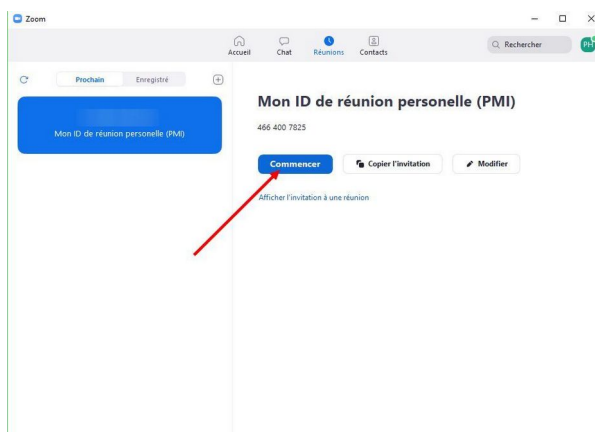 Zoom
Accueil Chat Réunions Contacts
Rechercher
PH
Prochain Enregistré
Mon ID de réunion personelle (PMI)
Mon ID de réunion personelle (PMI)
466 400 7825
Commencer Copier l'invitation Modifier
Afficher l'invitation à une réunion